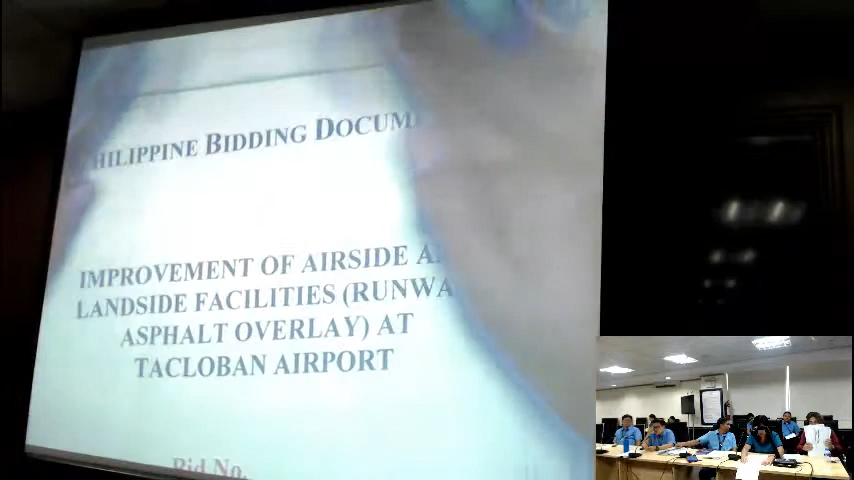 HILIPPINE BIDDING DOCUM
IMPROVEMENT OF AIRSIDE A
LANDSIDE FACILITIES (RUNWA
ASPHALT OVERLAY) AT
TACLOBAN AIRPORT
Bid No.